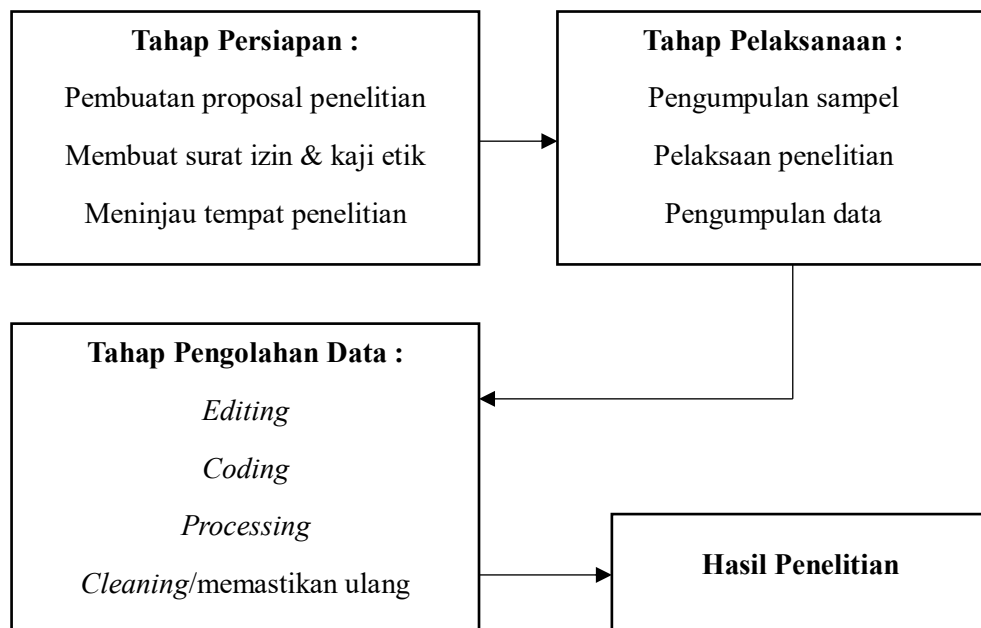 Tahap Persiapan :
Pembuatan proposal penelitian
Membuat surat izin & kaji etik
Meninjau tempat penelitian
Tahap Pelaksanaan :
Pengumpulan sampel
Pelaksaan penelitian
Pengumpulan data
Tahap Pengolahan Data :
Editing
Coding
Processing
Cleaning/memastikan ulang
Hasil Penelitian